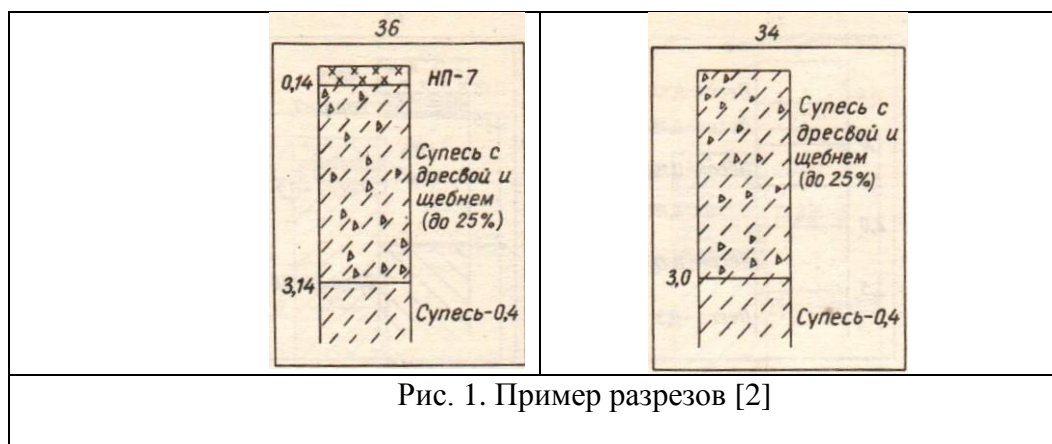 36
0,14
НП-7
Супесь с
дресвой и
щебнем
(до 25%)
3,14
Супесь-0,4
34
Супесь с
дресвой и
щебнем
(до 25%)
3,0
Супесь-0,4
Рис. 1. Пример разрезов [2]